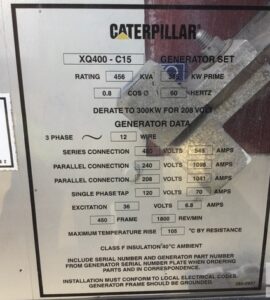 CATERPILLAR
XQ400 - C15 GENERATOR SET
RATING 456 KVA 365 KW PRIME
0.8 COS Ø 60 HERTZ
DERATE TO 300KW FOR 208 VOLT
GENERATOR DATA
3 PHASE ~ 12 WIRE
SERIES CONNECTION 480 VOLTS 548 AMPS
PARALLEL CONNECTION 240 VOLTS 1096 AMPS
PARALLEL CONNECTION 208 VOLTS 1041 AMPS
SINGLE PHASE TAP 120 VOLTS 70 AMPS
EXCITATION 36 VOLTS 6.8 AMPS
450 FRAME 1800 REV/MIN
MAXIMUM TEMPERATURE RISE 105 °C BY RESISTANCE
CLASS F INSULATION/40°C AMBIENT
INCLUDE SERIAL NUMBER AND GENERATOR PART NUMBER
FROM GENERATOR SERIAL NUMBER PLATE WHEN ORDERING
PARTS AND IN CORRESPONDENCE.
INSTALLATION MUST CONFORM TO LOCAL ELECTRICAL CODES.
GENERATOR FRAME SHOULD BE GROUNDED.